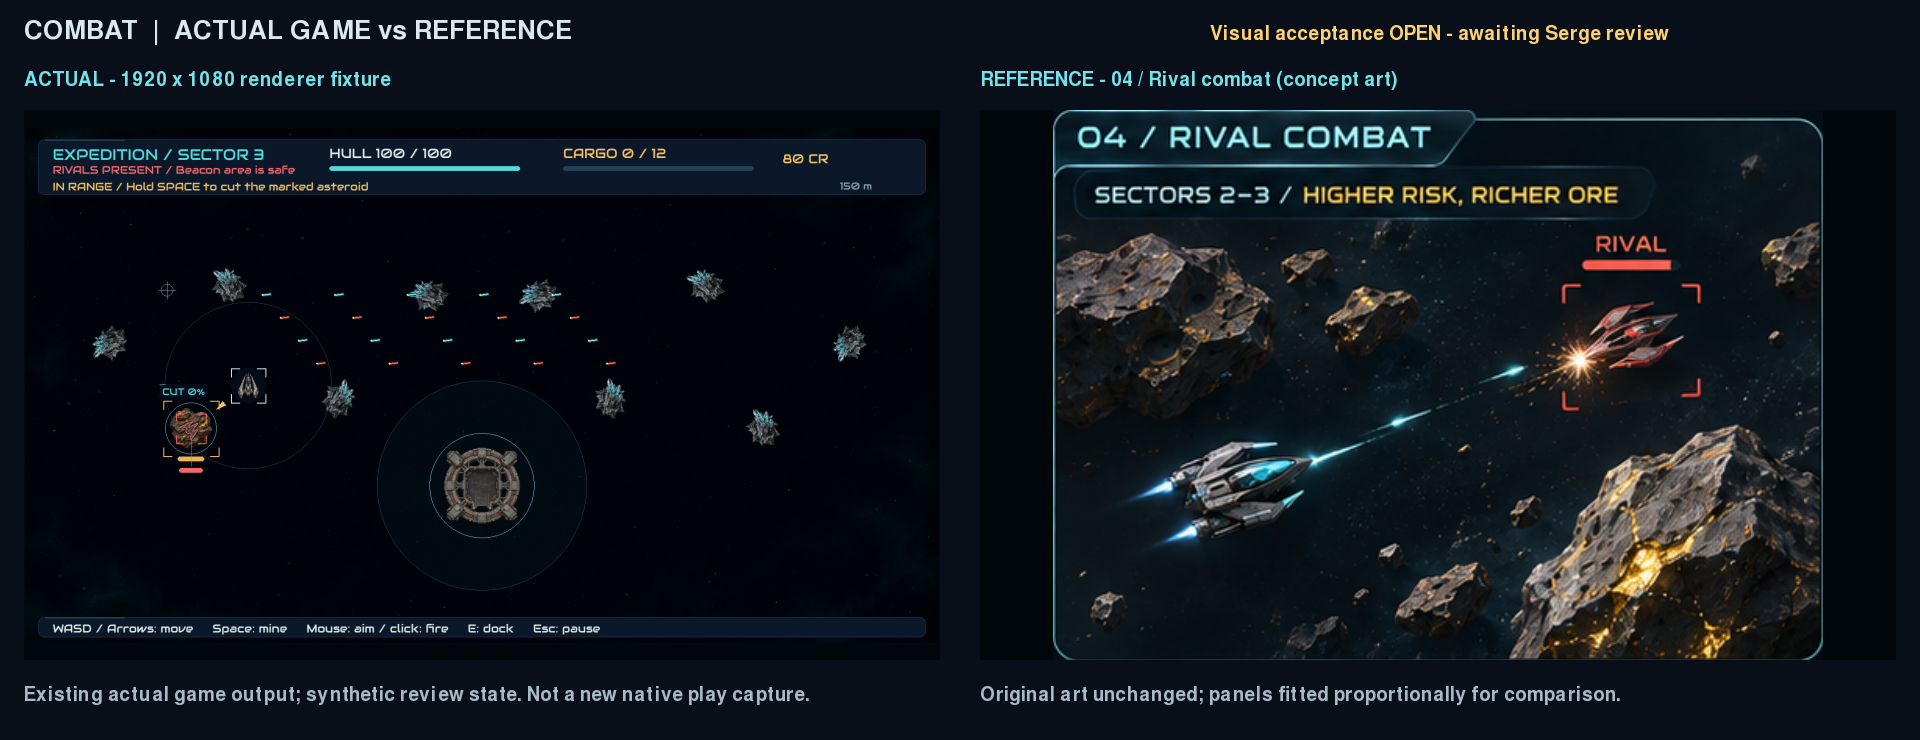 COMBAT | ACTUAL GAME vs REFERENCE
Visual acceptance OPEN - awaiting Serge review
ACTUAL - 1920 x 1080 renderer fixture
REFERENCE - 04 / Rival combat (concept art)
EXPEDITION / SECTOR 3
HULL 100 / 100
CARGO 0 / 12
80 CR
RIVALS PRESENT / Beacon area is safe
IN RANGE / Hold SPACE to cut the marked asteroid
150 m
CUT 0%
WASD / Arrows: move Space: mine Mouse: aim / click: fire E: dock Esc: pause
04 / RIVAL COMBAT
SECTORS 2-3 / HIGHER RISK, RICHER ORE
RIVAL
Existing actual game output; synthetic review state. Not a new native play capture.
Original art unchanged; panels fitted proportionally for comparison.